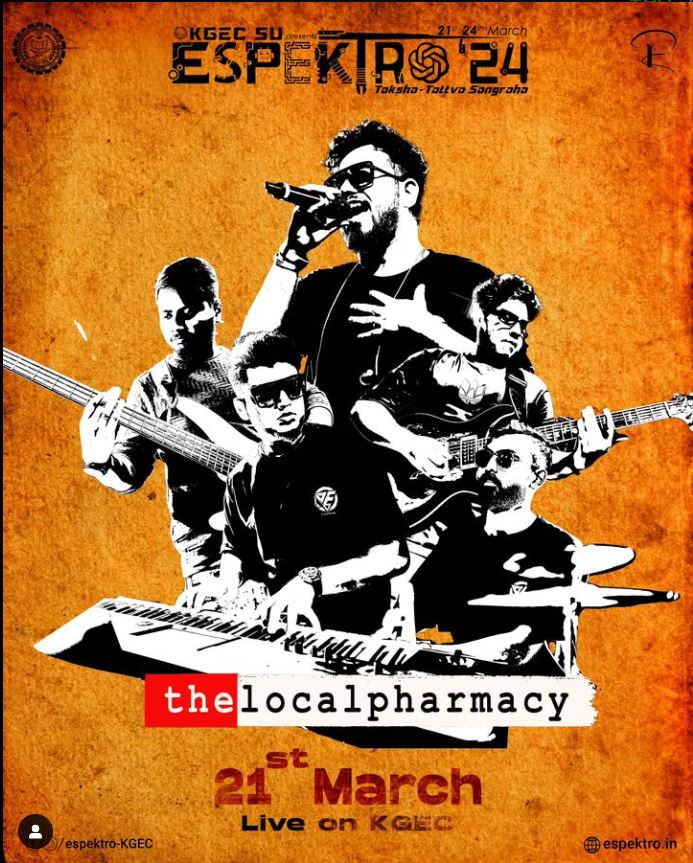 KGEC SU presents
21st 24th March
ESPEKTRO '24
Taksha-Tattva Sangraha
thelocalpharmacy
21st March
Live on KGEC
/espektro-KGEC
espektro.in